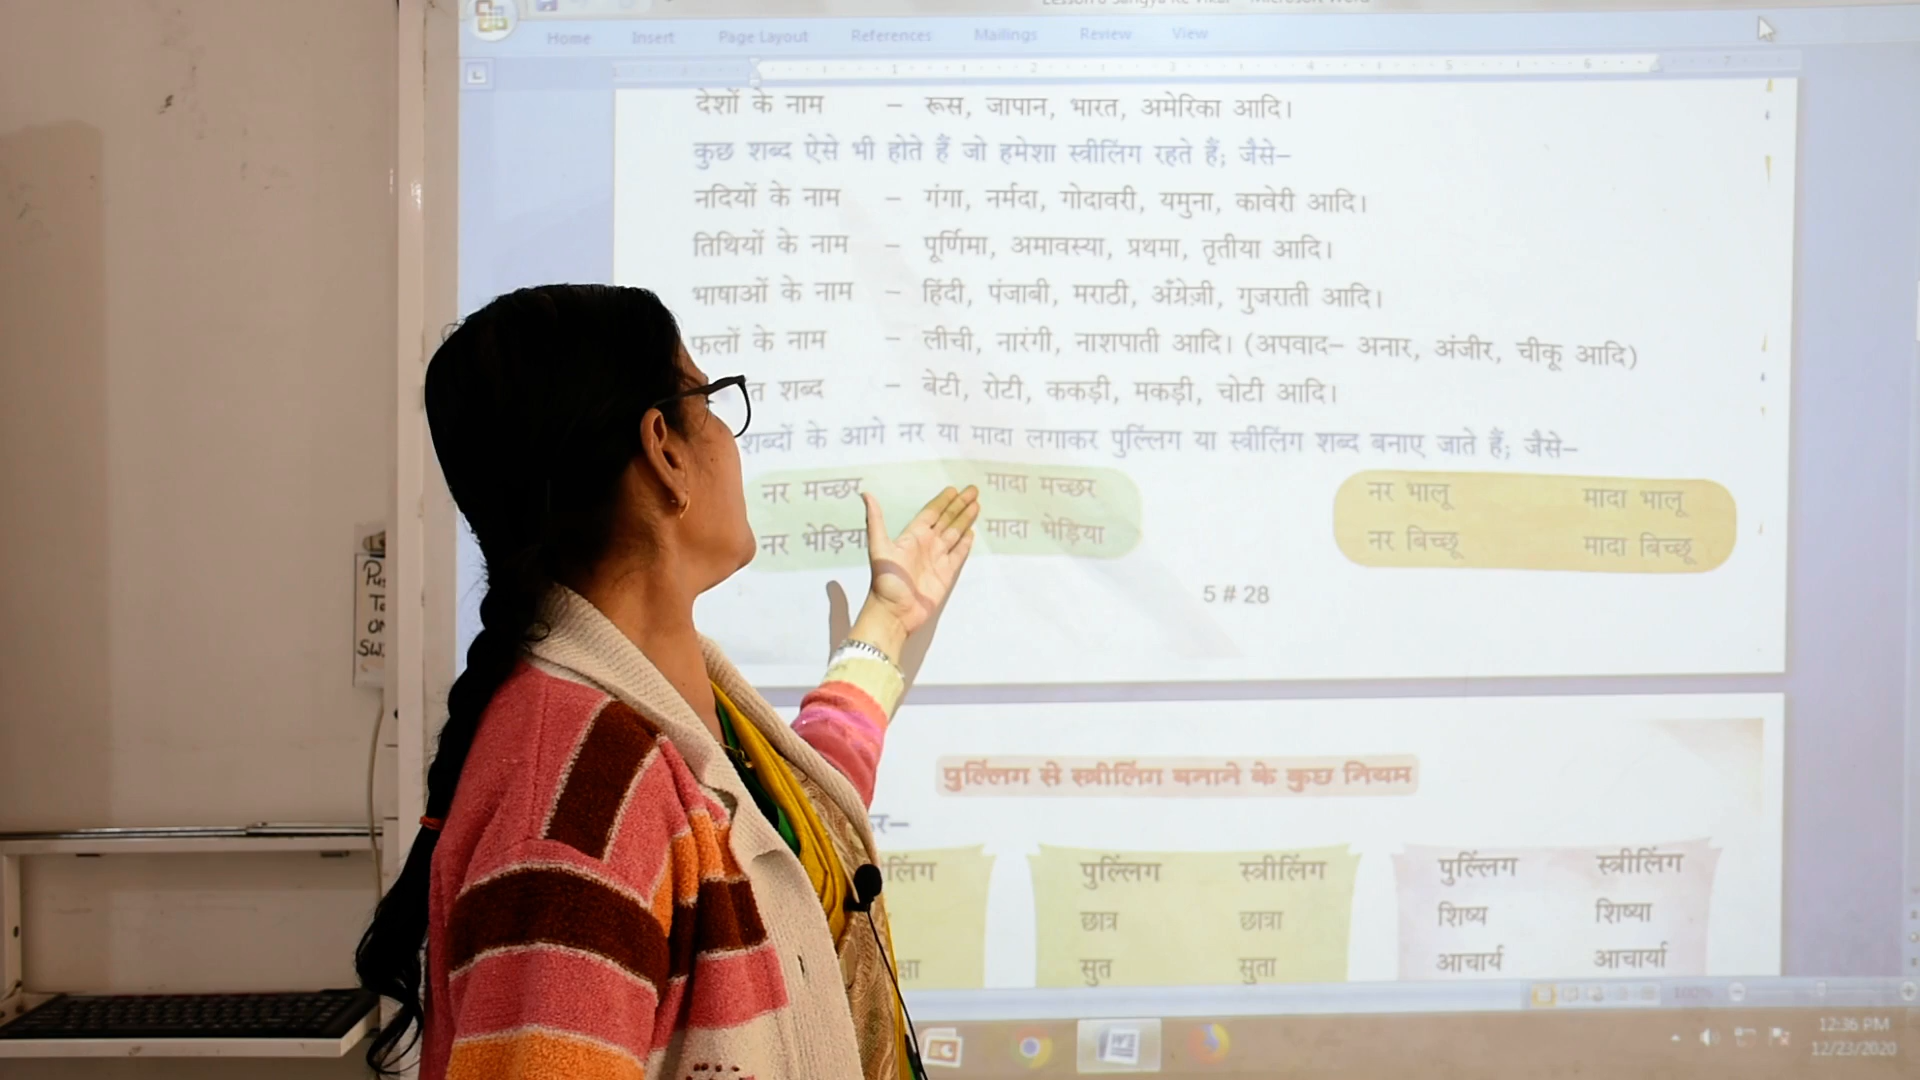 Home Insert Page Layout References Mailings Review View
देशों के नाम – रूस, जापान, भारत, अमेरिका आदि।
कुछ शब्द ऐसे भी होते हैं जो हमेशा स्त्रीलिंग रहते हैं; जैसे–
नदियों के नाम – गंगा, नर्मदा, गोदावरी, यमुना, कावेरी आदि।
तिथियों के नाम – पूर्णिमा, अमावस्या, प्रथमा, तृतीया आदि।
भाषाओं के नाम – हिंदी, पंजाबी, मराठी, अँग्रेज़ी, गुजराती आदि।
फलों के नाम – लीची, नारंगी, नाशपाती आदि। (अपवाद– अनार, अंजीर, चीकू आदि)
त शब्द – बेटी, रोटी, ककड़ी, मकड़ी, चोटी आदि।
शब्दों के आगे नर या मादा लगाकर पुल्लिंग या स्त्रीलिंग शब्द बनाए जाते हैं; जैसे–
नर मच्छर मादा मच्छर नर भालू मादा भालू
नर भेड़िया मादा भेड़िया नर बिच्छू मादा बिच्छू
5 # 28
पुल्लिंग से स्त्रीलिंग बनाने के कुछ नियम
लिंग पुल्लिंग स्त्रीलिंग पुल्लिंग स्त्रीलिंग
छात्र छात्रा शिष्य शिष्या
सुत सुता आचार्य आचार्या
100%
12:36 PM
12/23/2020